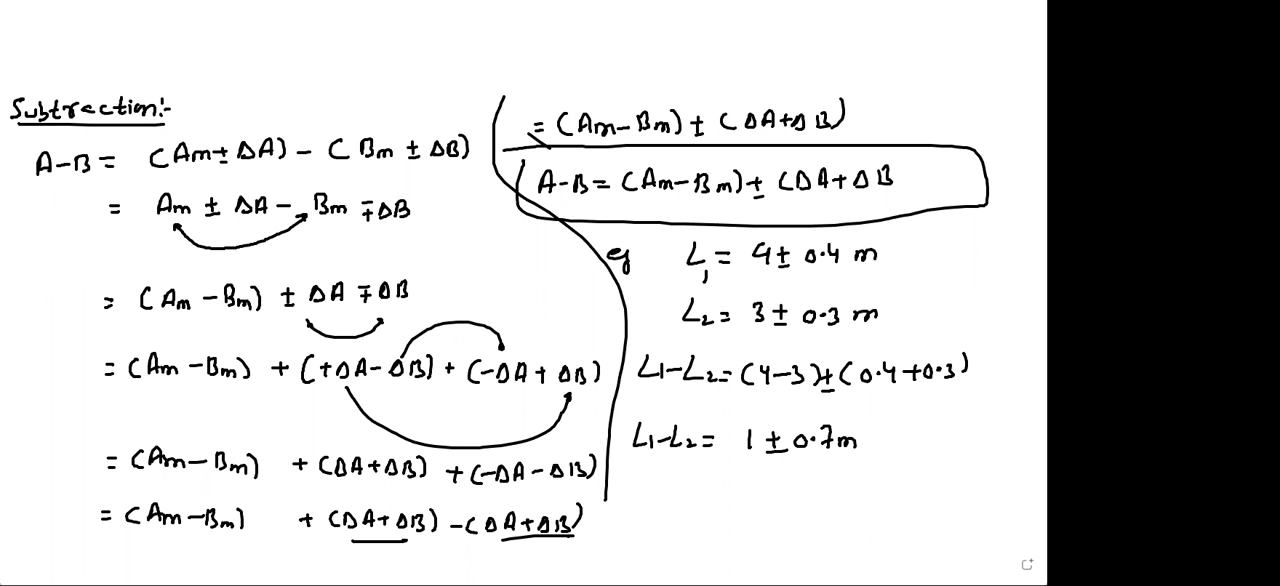 Subtraction:-
A-B = (Am ± ΔA) - (Bm ± ΔB)
= Am ± ΔA - Bm ∓ ΔB
= (Am - Bm) ± ΔA ∓ ΔB
= (Am - Bm) + (+ΔA - ΔB) + (-ΔA + ΔB)
= (Am - Bm) + (ΔA + ΔB) + (-ΔA - ΔB)
= (Am - Bm) + (ΔA + ΔB) - (ΔA + ΔB)
= (Am - Bm) ± (ΔA + ΔB)
A-B = (Am - Bm) ± (ΔA + ΔB
eg L₁ = 4 ± 0.4 m
L₂ = 3 ± 0.3 m
L₁-L₂ = (4-3) ± (0.4+0.3)
L₁-L₂ = 1 ± 0.7m